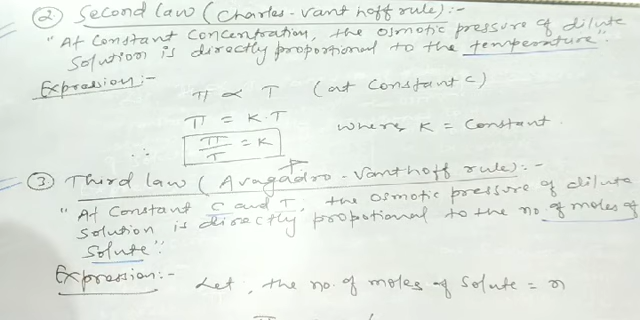 ② Second law (Charles-Vant hoff rule):-
"At Constant Concentration, the osmotic pressure of dilute
solution is directly proportional to the temperature".
Expression:-
π ∝ T (at constant c)
π = K.T
where, K = Constant.
∴ π/T = K
③ Third law (Avagadro-Vant hoff rule):-
"At Constant C and T, the osmotic pressure of dilute
solution is directly propotional to the no of moles of
solute".
Expression:-
Let, the no. of moles of solute = n